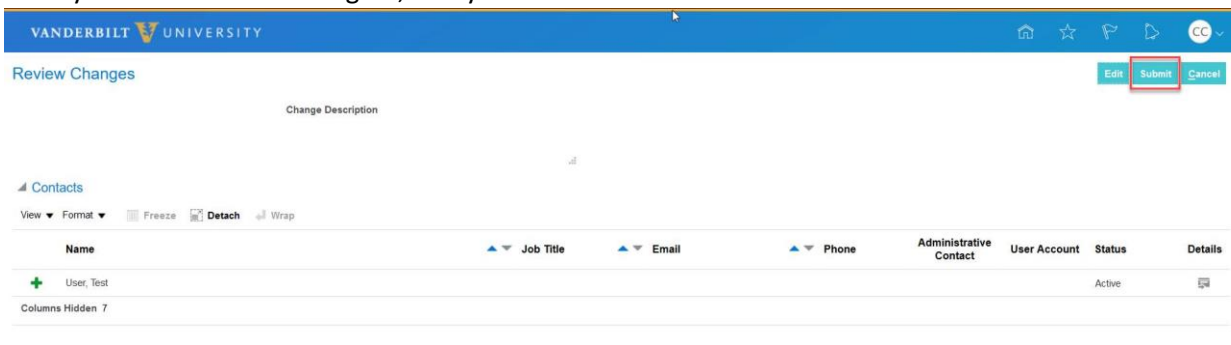 VANDERBILT UNIVERSITY CC
Review Changes Edit Submit Cancel
Change Description
Contacts
View Format Freeze Detach Wrap
Name Job Title Email Phone Administrative Contact User Account Status Details
User, Test Active
Columns Hidden 7